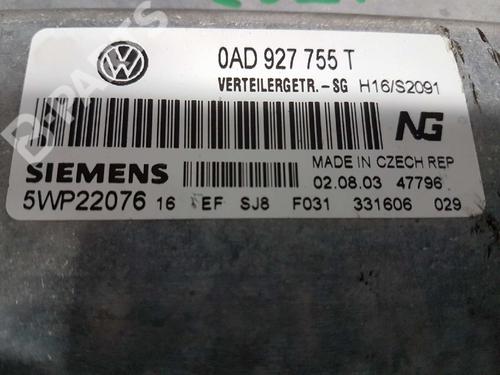 0AD 927 755 T
VERTEILERGETR.-SG H16/S2091
NG
SIEMENS
MADE IN CZECH REP
02.08.03 47796
5WP22076 16 EF SJ8 F031 331606 029
B-PARTS